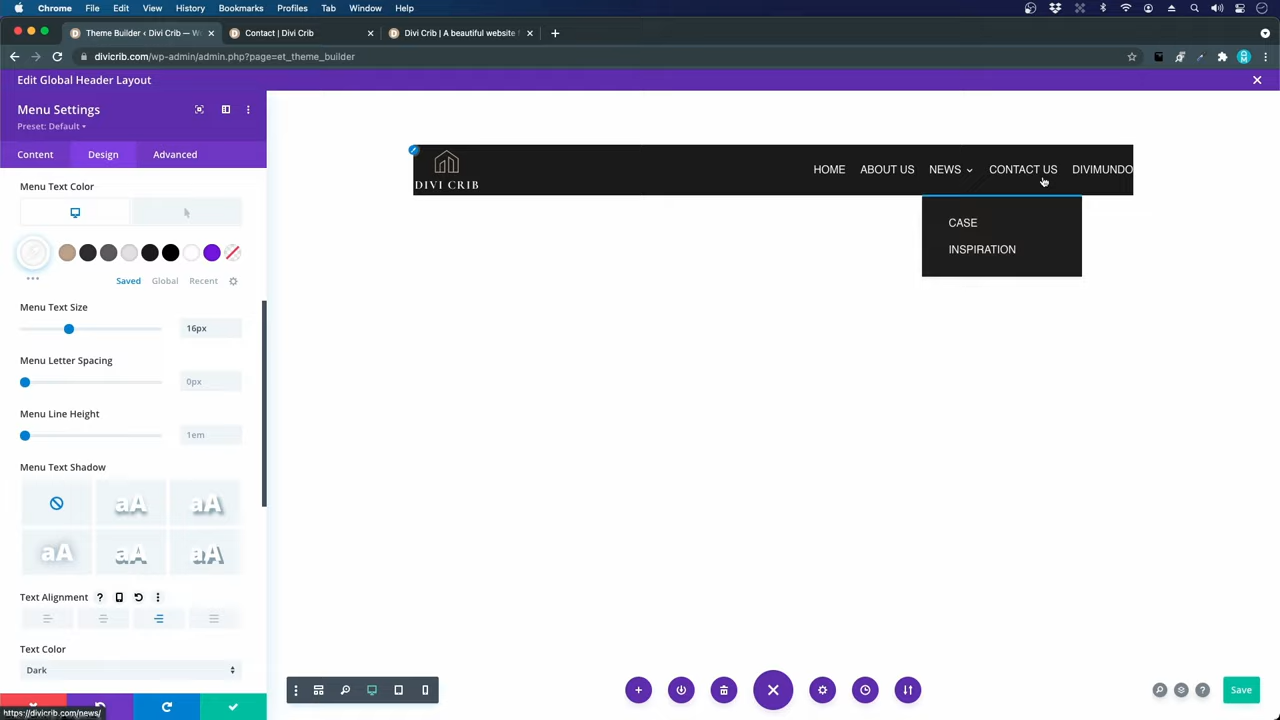 Chrome File Edit View History Bookmarks Profiles Tab Window Help
Theme Builder ‹ Divi Crib — W
Contact | Divi Crib
Divi Crib | A beautiful website
divicrib.com/wp-admin/admin.php?page=et_theme_builder
Edit Global Header Layout
Menu Settings
Preset: Default
Content Design Advanced
Menu Text Color
Saved Global Recent
Menu Text Size
16px
Menu Letter Spacing
0px
Menu Line Height
1em
Menu Text Shadow
aA aA
aA aA aA
Text Alignment ?
Text Color
Dark
https://divicrib.com/news/
DIVI CRIB
HOME ABOUT US NEWS CONTACT US DIVIMUNDO
CASE
INSPIRATION
?
Save